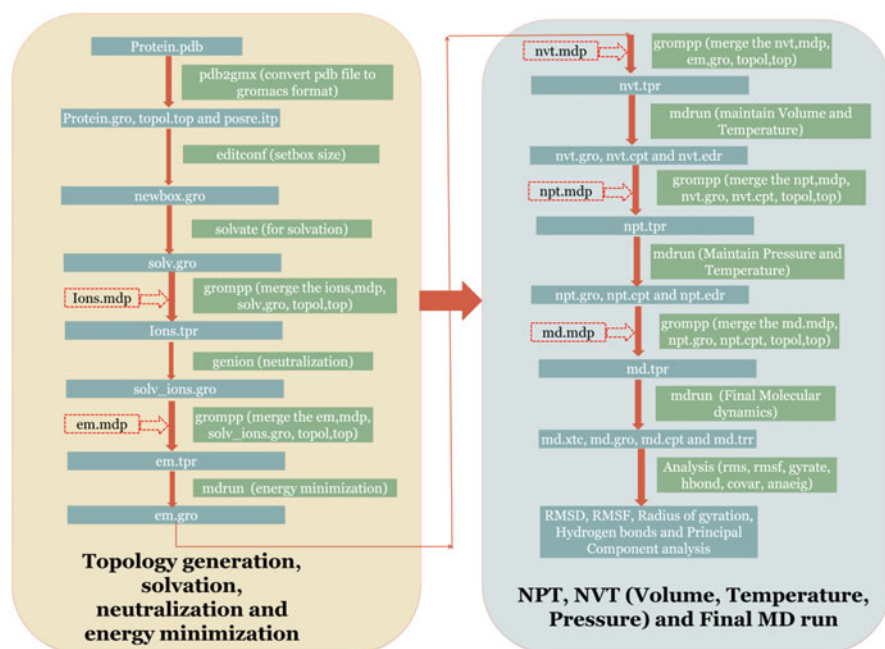 Protein.pdb
pdb2gmx (convert pdb file to
gromacs format)
Protein.gro, topol.top and posre.itp
editconf (setbox size)
newbox.gro
solvate (for solvation)
solv.gro
Ions.mdp
grompp (merge the ions,mdp,
solv,gro, topol,top)
Ions.tpr
genion (neutralization)
solv_ions.gro
em.mdp
grompp (merge the em,mdp,
solv_ions.gro, topol,top)
em.tpr
mdrun (energy minimization)
em.gro
Topology generation,
solvation,
neutralization and
energy minimization
nvt.mdp
grompp (merge the nvt,mdp,
em,gro, topol,top)
nvt.tpr
mdrun (maintain Volume and
Temperature)
nvt.gro, nvt.cpt and nvt.edr
npt.mdp
grompp (merge the npt,mdp,
nvt.gro, nvt.cpt, topol,top)
npt.tpr
mdrun (Maintain Pressure and
Temperature)
npt.gro, npt.cpt and npt.edr
md.mdp
grompp (merge the md.mdp,
npt.gro, npt.cpt, topol,top)
md.tpr
mdrun (Final Molecular
dynamics)
md.xtc, md.gro, md.cpt and md.trr
Analysis (rms, rmsf, gyrate,
hbond, covar, anaeig)
RMSD, RMSF, Radius of gyration,
Hydrogen bonds and Principal
Component analysis
NPT, NVT (Volume, Temperature,
Pressure) and Final MD run